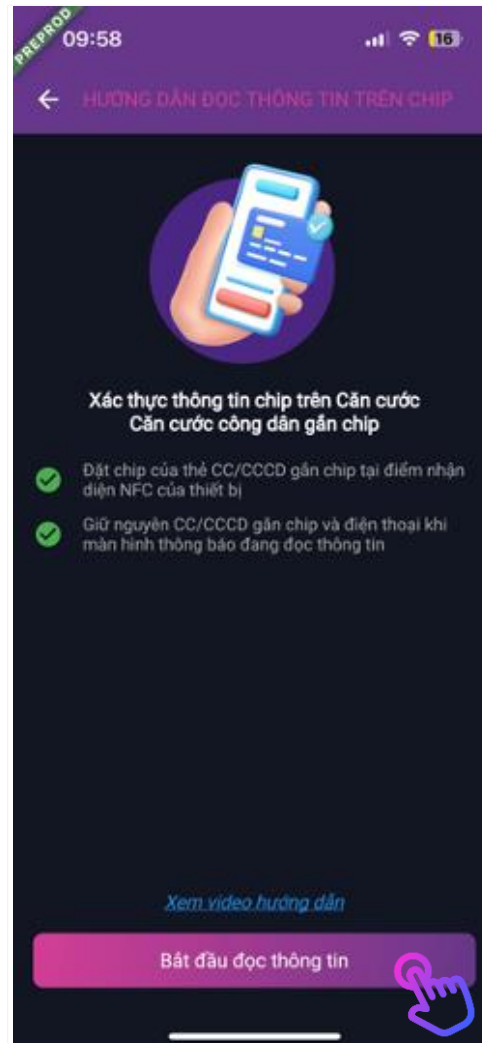 PREPROD
09:58
16
HƯỚNG DẪN ĐỌC THÔNG TIN TRÊN CHIP
Xác thực thông tin chip trên Căn cước
Căn cước công dân gắn chip
Đặt chip của thẻ CC/CCCD gắn chip tại điểm nhận
diện NFC của thiết bị
Giữ nguyên CC/CCCD gắn chip và điện thoại khi
màn hình thông báo đang đọc thông tin
Xem video hướng dẫn
Bắt đầu đọc thông tin